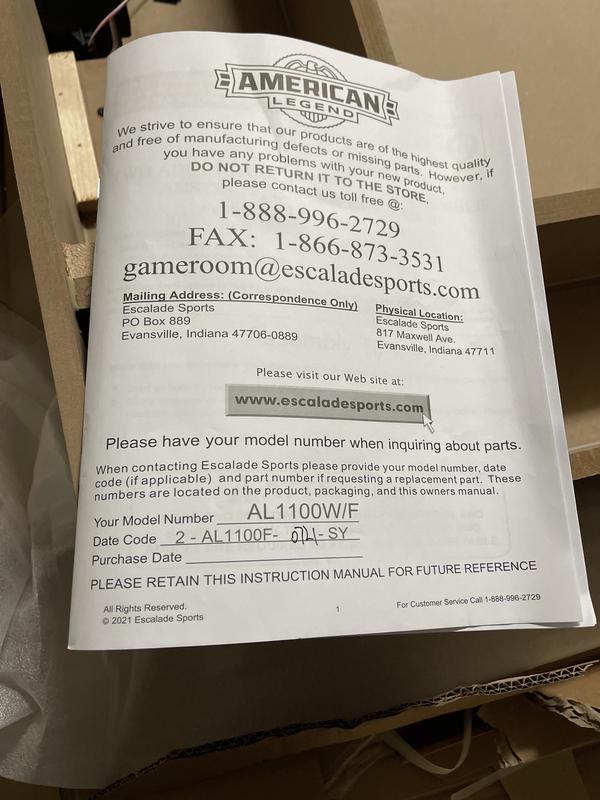 AMERICAN
LEGEND
We strive to ensure that our products are of the highest quality
and free of manufacturing defects or missing parts. However, if
you have any problems with your new product,
DO NOT RETURN IT TO THE STORE,
please contact us toll free @:
1-888-996-2729
FAX: 1-866-873-3531
gameroom@escaladesports.com
Mailing Address: (Correspondence Only)
Escalade Sports
PO Box 889
Evansville, Indiana 47706-0889
Physical Location:
Escalade Sports
817 Maxwell Ave.
Evansville, Indiana 47711
Please visit our Web site at:
www.escaladesports.com
Please have your model number when inquiring about parts.
When contacting Escalade Sports please provide your model number, date
code (if applicable) and part number if requesting a replacement part. These
numbers are located on the product, packaging, and this owners manual.
Your Model Number AL1100W/F
Date Code 2 - AL1100F- - SY
Purchase Date
PLEASE RETAIN THIS INSTRUCTION MANUAL FOR FUTURE REFERENCE
All Rights Reserved.
© 2021 Escalade Sports
1
For Customer Service Call 1-888-996-2729